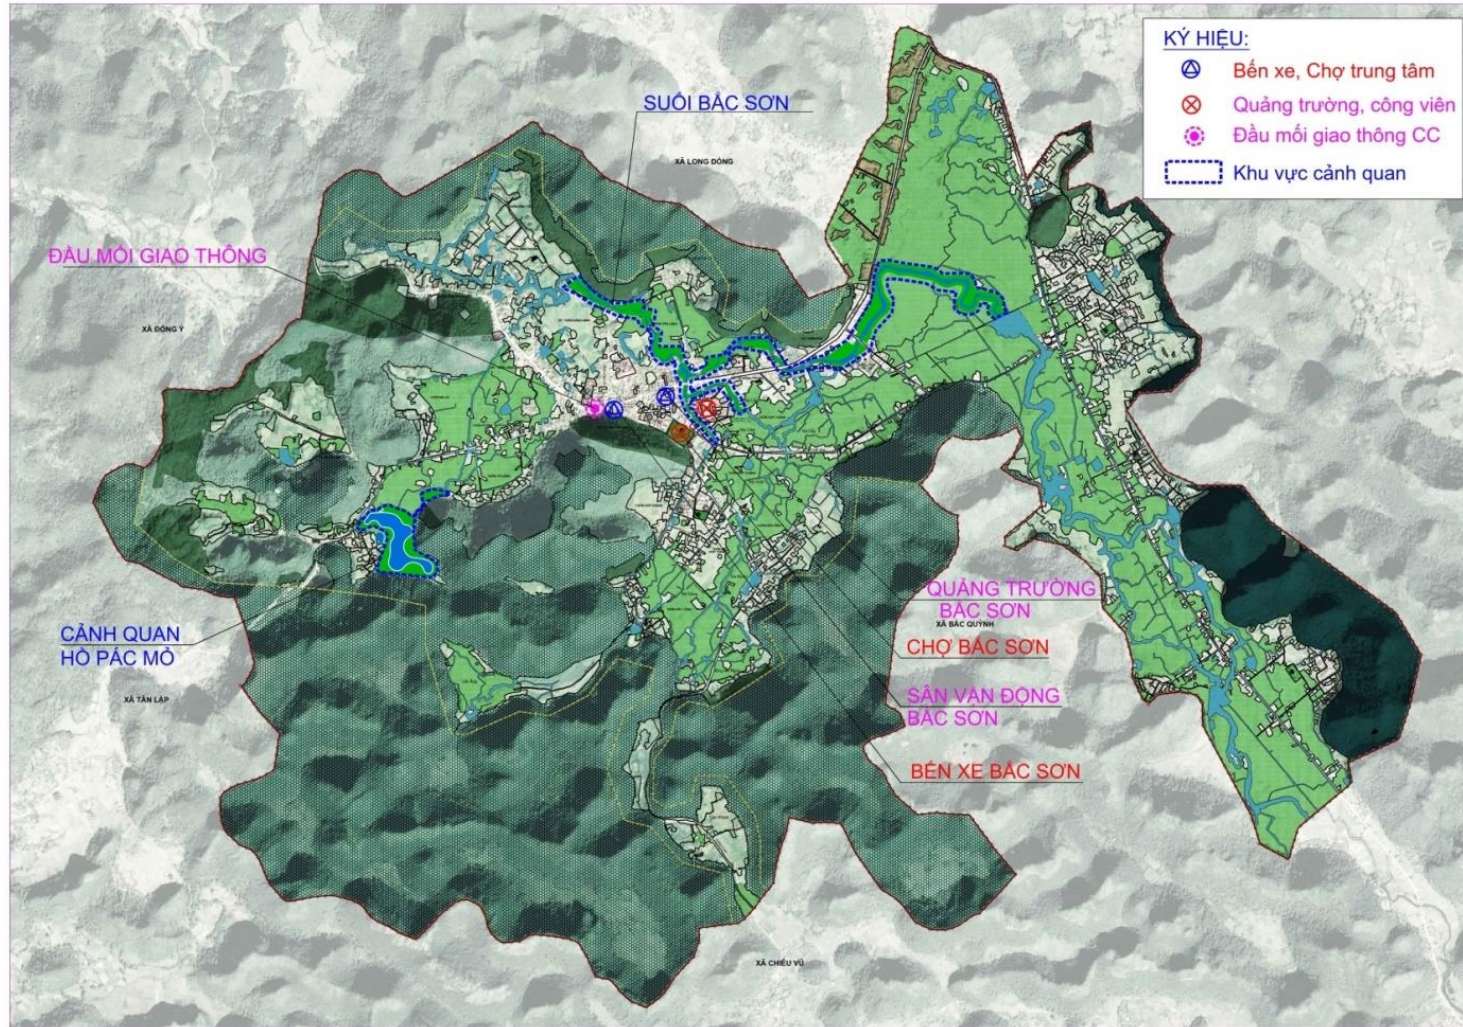 KÝ HIỆU:
Bến xe, Chợ trung tâm
Quảng trường, công viên
Đầu mối giao thông CC
Khu vực cảnh quan
SUỐI BẮC SƠN
XÃ LONG ĐỐNG
ĐẦU MỐI GIAO THÔNG
XÃ ĐỒNG Ý
QUẢNG TRƯỜNG
BẮC SƠN
XÃ BẮC QUỲNH
CẢNH QUAN
HỒ PÁC MỎ
CHỢ BẮC SƠN
XÃ TÂN LẬP
SÂN VẬN ĐỘNG
BẮC SƠN
BẾN XE BẮC SƠN
XÃ CHIÊU VŨ